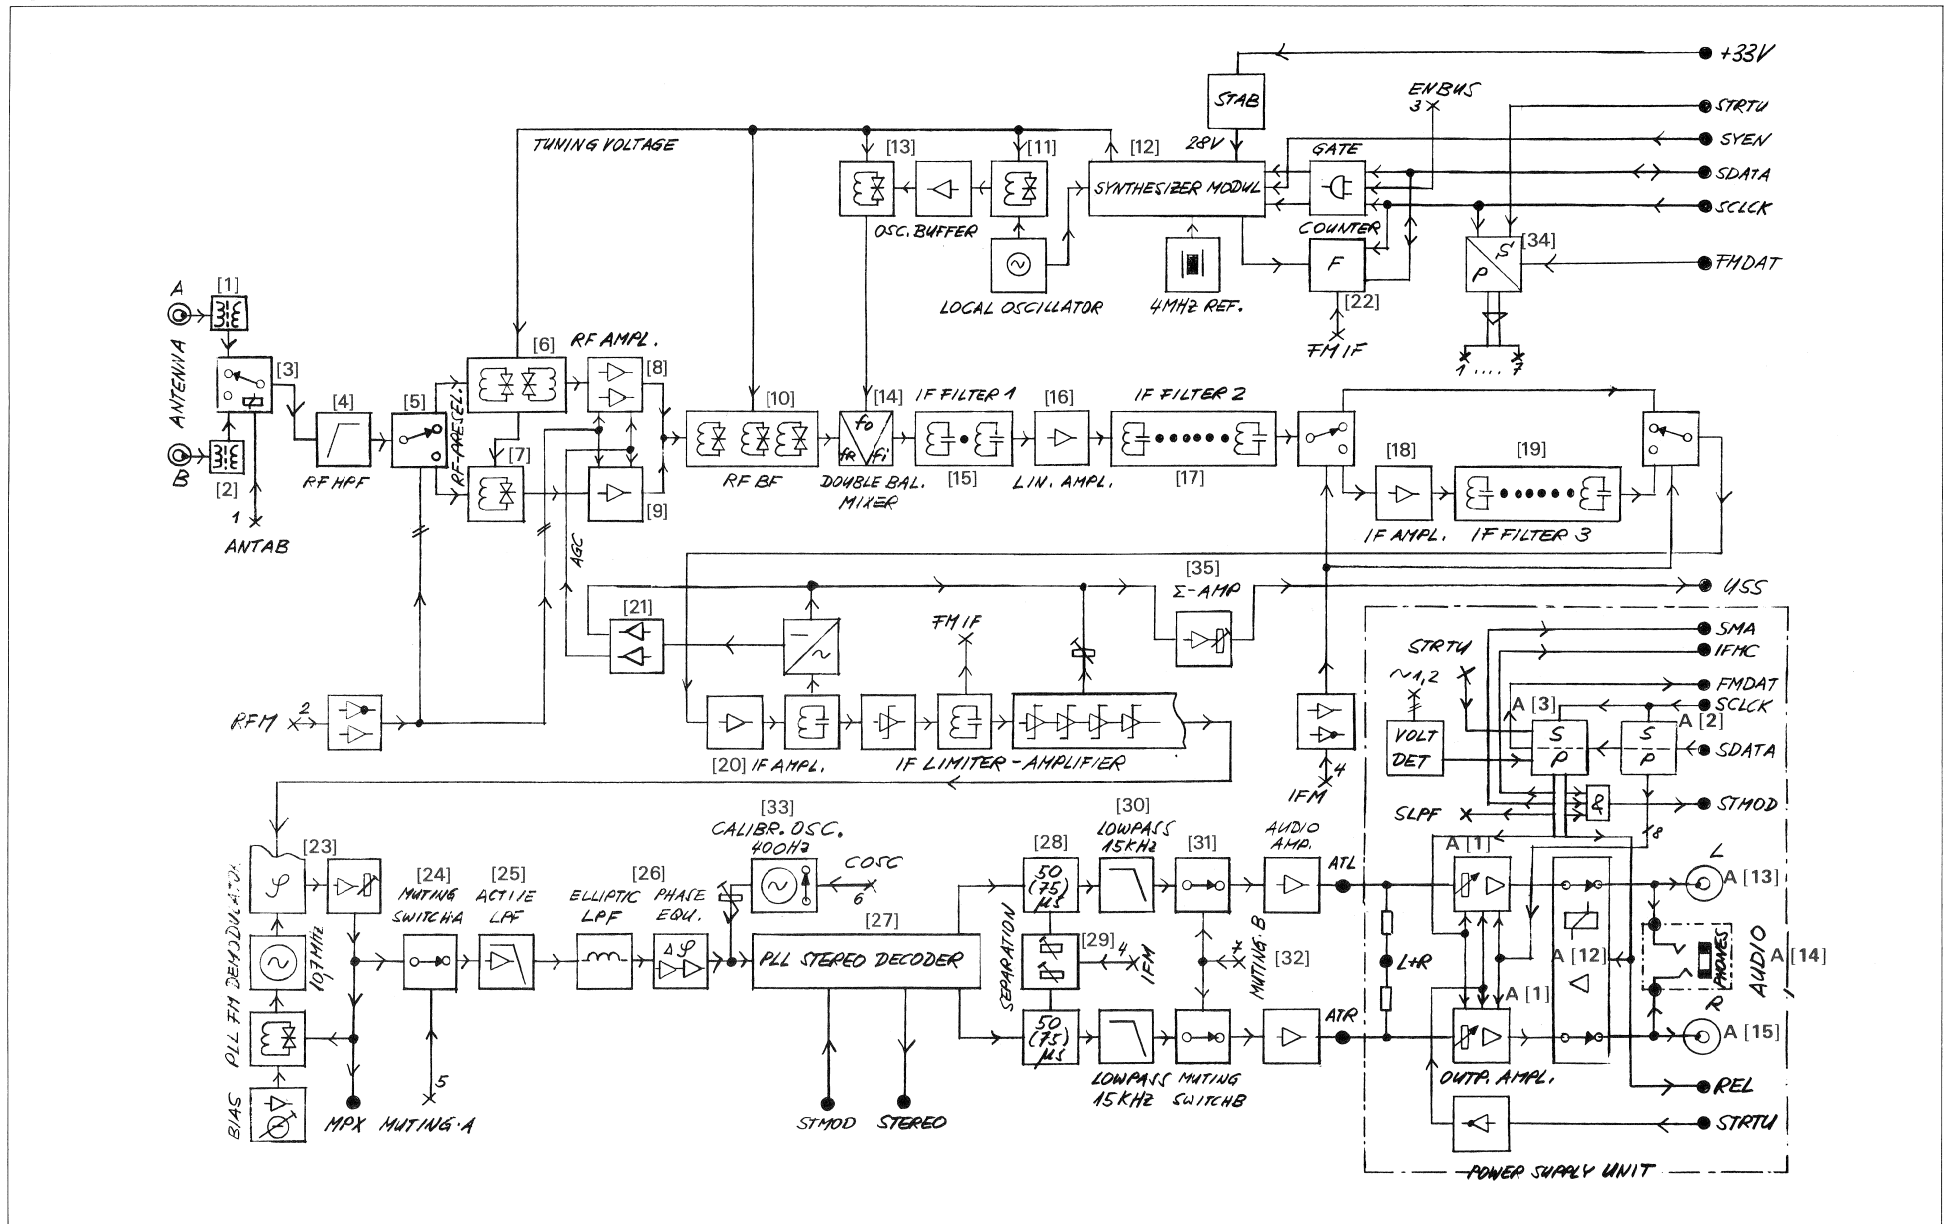 +33V
STAB
ENBUS
3
STRTU
TUNING VOLTAGE
[13]
[11]
[12]
28V
GATE
SYEN
SYNTHESIZER MODUL
SDATA
SCLCK
OSC. BUFFER
COUNTER
F
S
P
[34]
FMDAT
LOCAL OSCILLATOR
4MHZ REF.
[22]
FM IF
1 .... 7
A
[1]
ANTENNA
B
[2]
[3]
1
ANTAB
[4]
RF HPF
[5]
RF-PRESEL.
[6]
[7]
RF AMPL.
[8]
[9]
AGC
[10]
RF BF
[14]
fo
fR
fi
DOUBLE BAL.
MIXER
IF FILTER 1
[15]
[16]
LIN. AMPL.
IF FILTER 2
[17]
[18]
IF AMPL.
[19]
IF FILTER 3
[35]
Σ-AMP
USS
[21]
FM IF
RFM
2
[20] IF AMPL.
IF LIMITER-AMPLIFIER
IFM
4
SMA
IFMC
STRTU
~1,2
FMDAT
SCLCK
A [3]
A [2]
VOLT
DET
S
P
S
P
SDATA
SLPF
&
STMOD
8
PLL FM DEMODULATOR
[23]
φ
10,7MHz
BIAS
MPX
[24]
MUTING
SWITCHA
5
MUTING·A
[25]
ACTIVE
LPF
[26]
ELLIPTIC
LPF
PHASE
EQU.
Δφ
[33]
CALIBR. OSC.
400HZ
COSC
6
[27]
PLL STEREO DECODER
STMOD
STEREO
[28]
50
(75)
µS
SEPARATION
[29]
4
IFM
50
(75)
µS
[30]
LOWPASS
15KHZ
LOWPASS
15KHZ
[31]
MUTING
SWITCHB
7
MUTING.B
[32]
AUDIO
AMP.
ATL
ATR
L+R
A [1]
A [1]
OUTP. AMPL.
A [12]
L
A [13]
PHONES
AUDIO
A [14]
R
A [15]
REL
STRTU
POWER SUPPLY UNIT